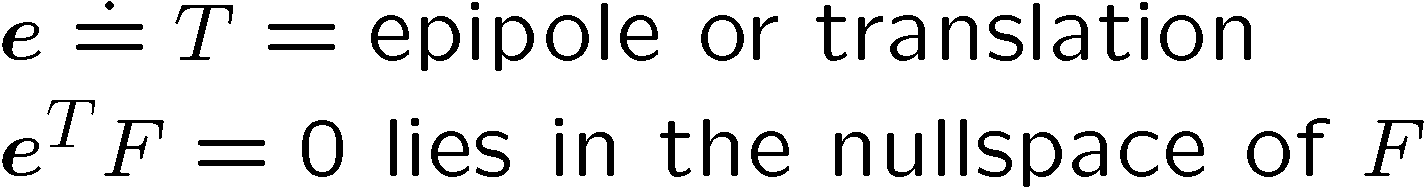 e ≐ T = epipole or translation
e^T F = 0 lies in the nullspace of F